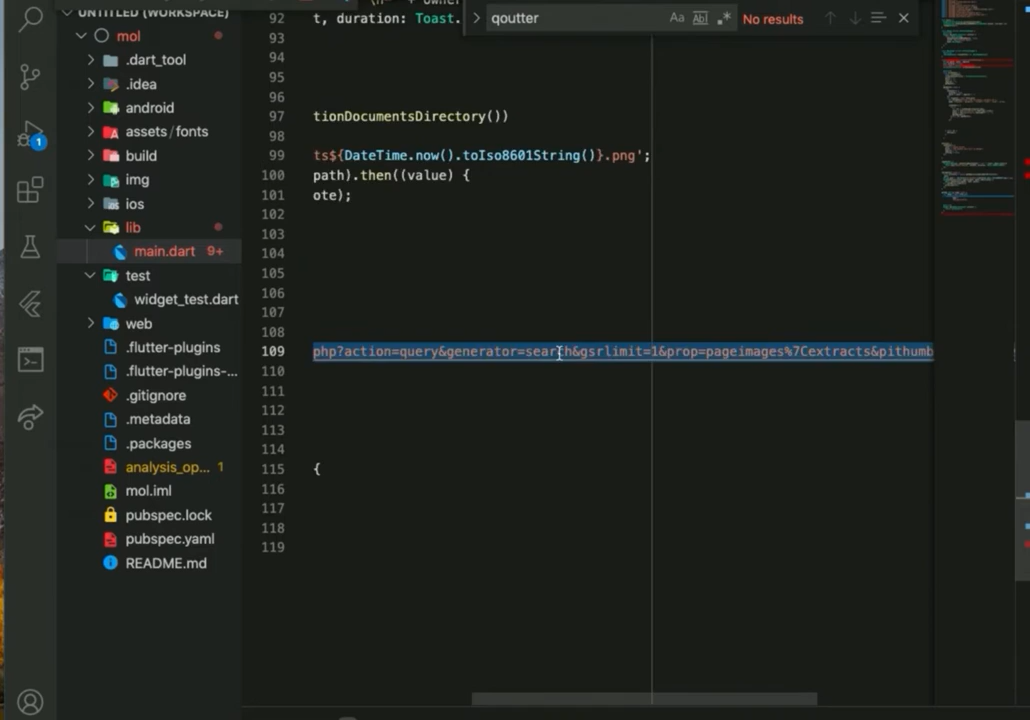 UNTITLED (WORKSPACE)
mol
.dart_tool
.idea
android
assets/fonts
build
img
ios
lib
main.dart 9+
test
widget_test.dart
web
.flutter-plugins
.flutter-plugins-...
.gitignore
.metadata
.packages
analysis_op... 1
mol.iml
pubspec.lock
pubspec.yaml
README.md
1
qoutter
Aa
Abl
.*
No results
92 t, duration: Toast.
93
94
95
96
97 tionDocumentsDirectory())
98
99 ts${DateTime.now().toIso8601String()}.png';
100 path).then((value) {
101 ote);
102
103
104
105
106
107
108
109 php?action=query&generator=search&gsrlimit=1&prop=pageimages%7Cextracts&pithumb
110
111
112
113
114
115 {
116
117
118
119